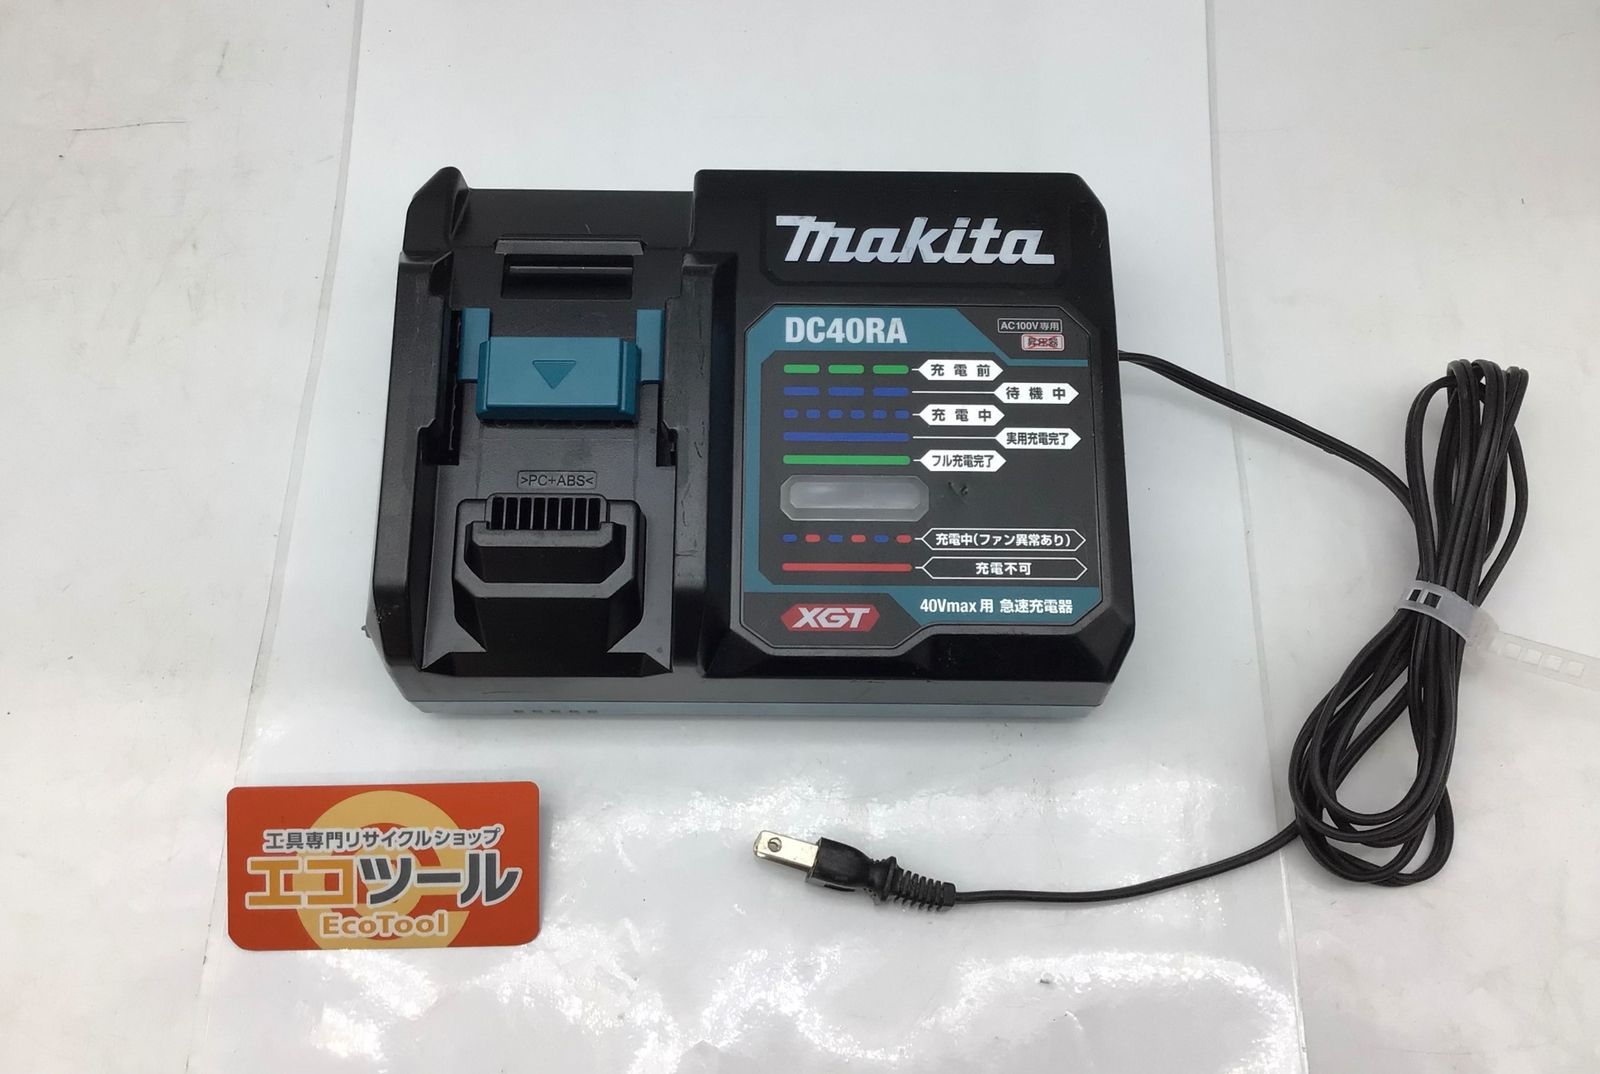 makita
DC40RA
AC100V専用
昇圧器
充電前
待機中
充電中
実用充電完了
フル充電完了
>PC+ABS<
充電中(ファン異常あり)
充電不可
XGT
40Vmax用 急速充電器
工具専門リサイクルショップ
エコツール
EcoTool